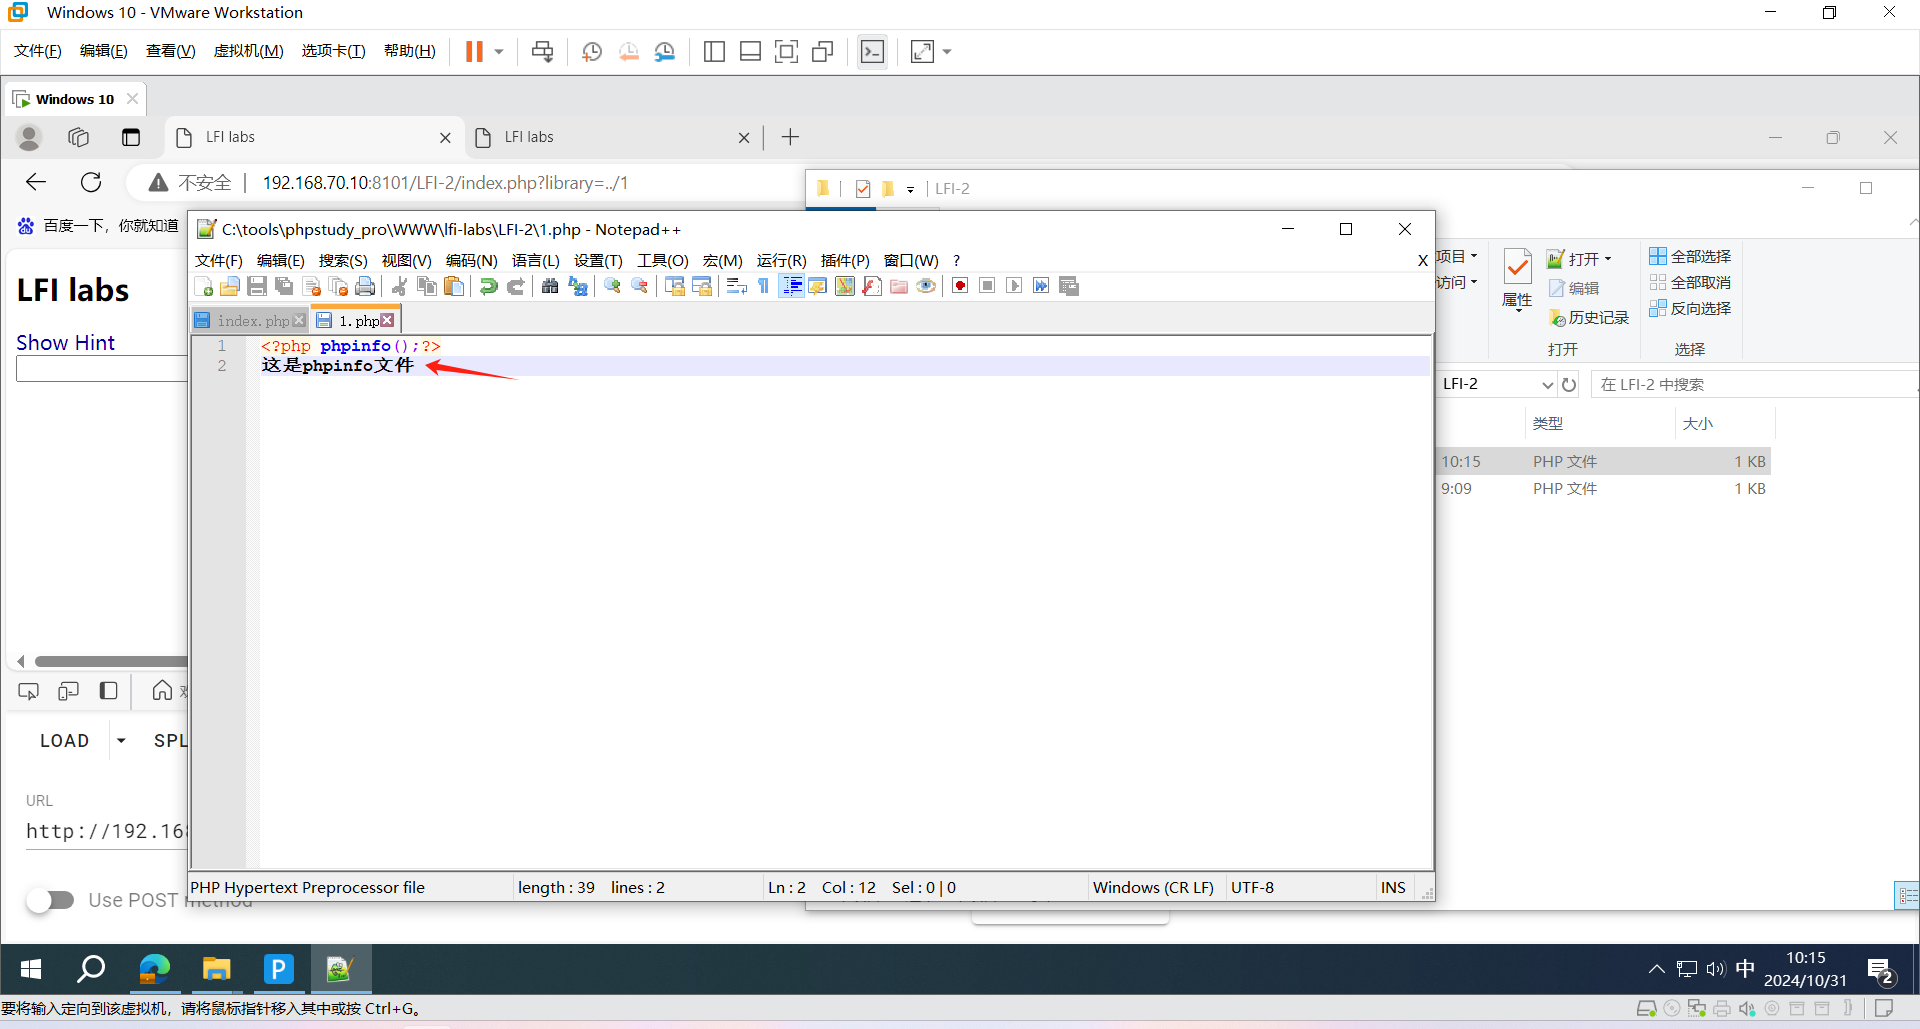 Windows 10 - VMware Workstation
文件(F) 编辑(E) 查看(V) 虚拟机(M) 选项卡(T) 帮助(H)
Windows 10
LFI labs
LFI labs
不安全 192.168.70.10:8101/LFI-2/index.php?library=../1
LFI-2
百度一下，你就知道
C:\tools\phpstudy_pro\WWW\lfi-labs\LFI-2\1.php - Notepad++
文件(F) 编辑(E) 搜索(S) 视图(V) 编码(N) 语言(L) 设置(T) 工具(O) 宏(M) 运行(R) 插件(P) 窗口(W) ? X
index.php 1.php
1 <?php phpinfo();?>
2 这是phpinfo文件
LFI labs
Show Hint
项目
访问
属性
打开
编辑
历史记录
打开
全部选择
全部取消
反向选择
选择
LFI-2
在 LFI-2 中搜索
类型 大小
10:15 PHP 文件 1 KB
9:09 PHP 文件 1 KB
LOAD SPL
URL
http://192.168
Use POST method
PHP Hypertext Preprocessor file length : 39 lines : 2 Ln : 2 Col : 12 Sel : 0 | 0 Windows (CR LF) UTF-8 INS
P
中
10:15
2024/10/31
2
要将输入定向到该虚拟机，请将鼠标指针移入其中或按 Ctrl+G。